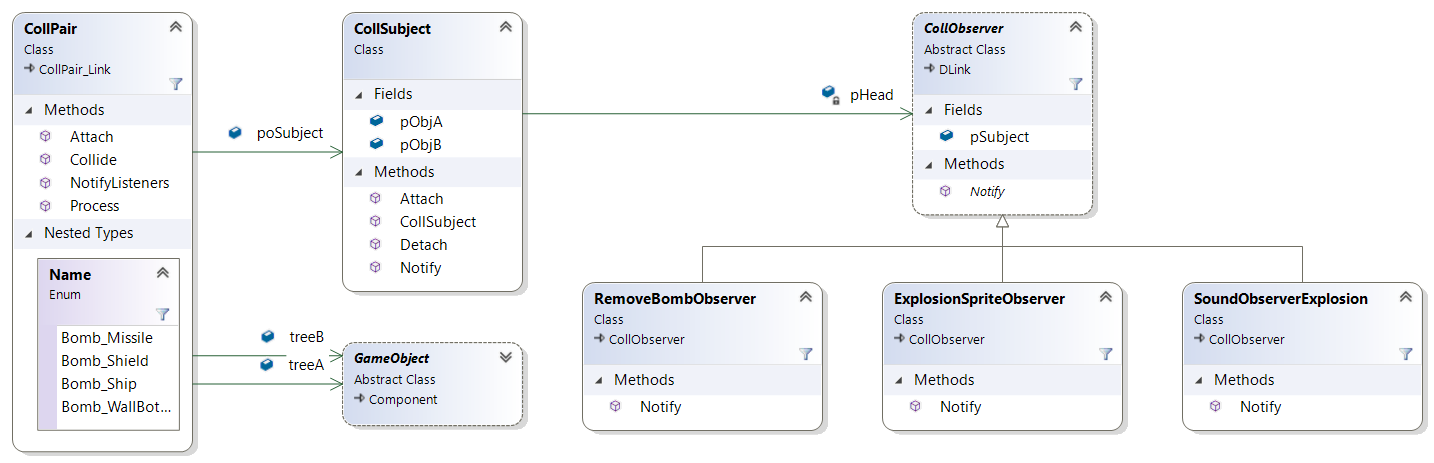 CollPair
Class
CollPair_Link
Methods
Attach
Collide
NotifyListeners
Process
Nested Types
Name
Enum
Bomb_Missile
Bomb_Shield
Bomb_Ship
Bomb_WallBot...
poSubject
treeB
treeA
CollSubject
Class
Fields
pObjA
pObjB
Methods
Attach
CollSubject
Detach
Notify
GameObject
Abstract Class
Component
pHead
CollObserver
Abstract Class
DLink
Fields
pSubject
Methods
Notify
RemoveBombObserver
Class
CollObserver
Methods
Notify
ExplosionSpriteObserver
Class
CollObserver
Methods
Notify
SoundObserverExplosion
Class
CollObserver
Methods
Notify